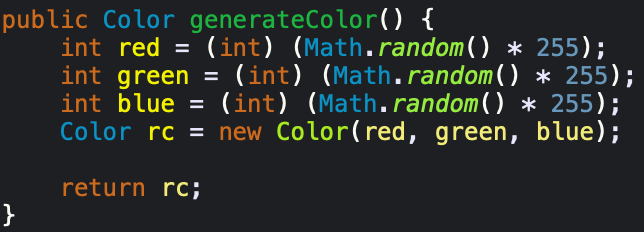 public Color generateColor() {
    int red = (int) (Math.random() * 255);
    int green = (int) (Math.random() * 255);
    int blue = (int) (Math.random() * 255);
    Color rc = new Color(red, green, blue);

    return rc;
}